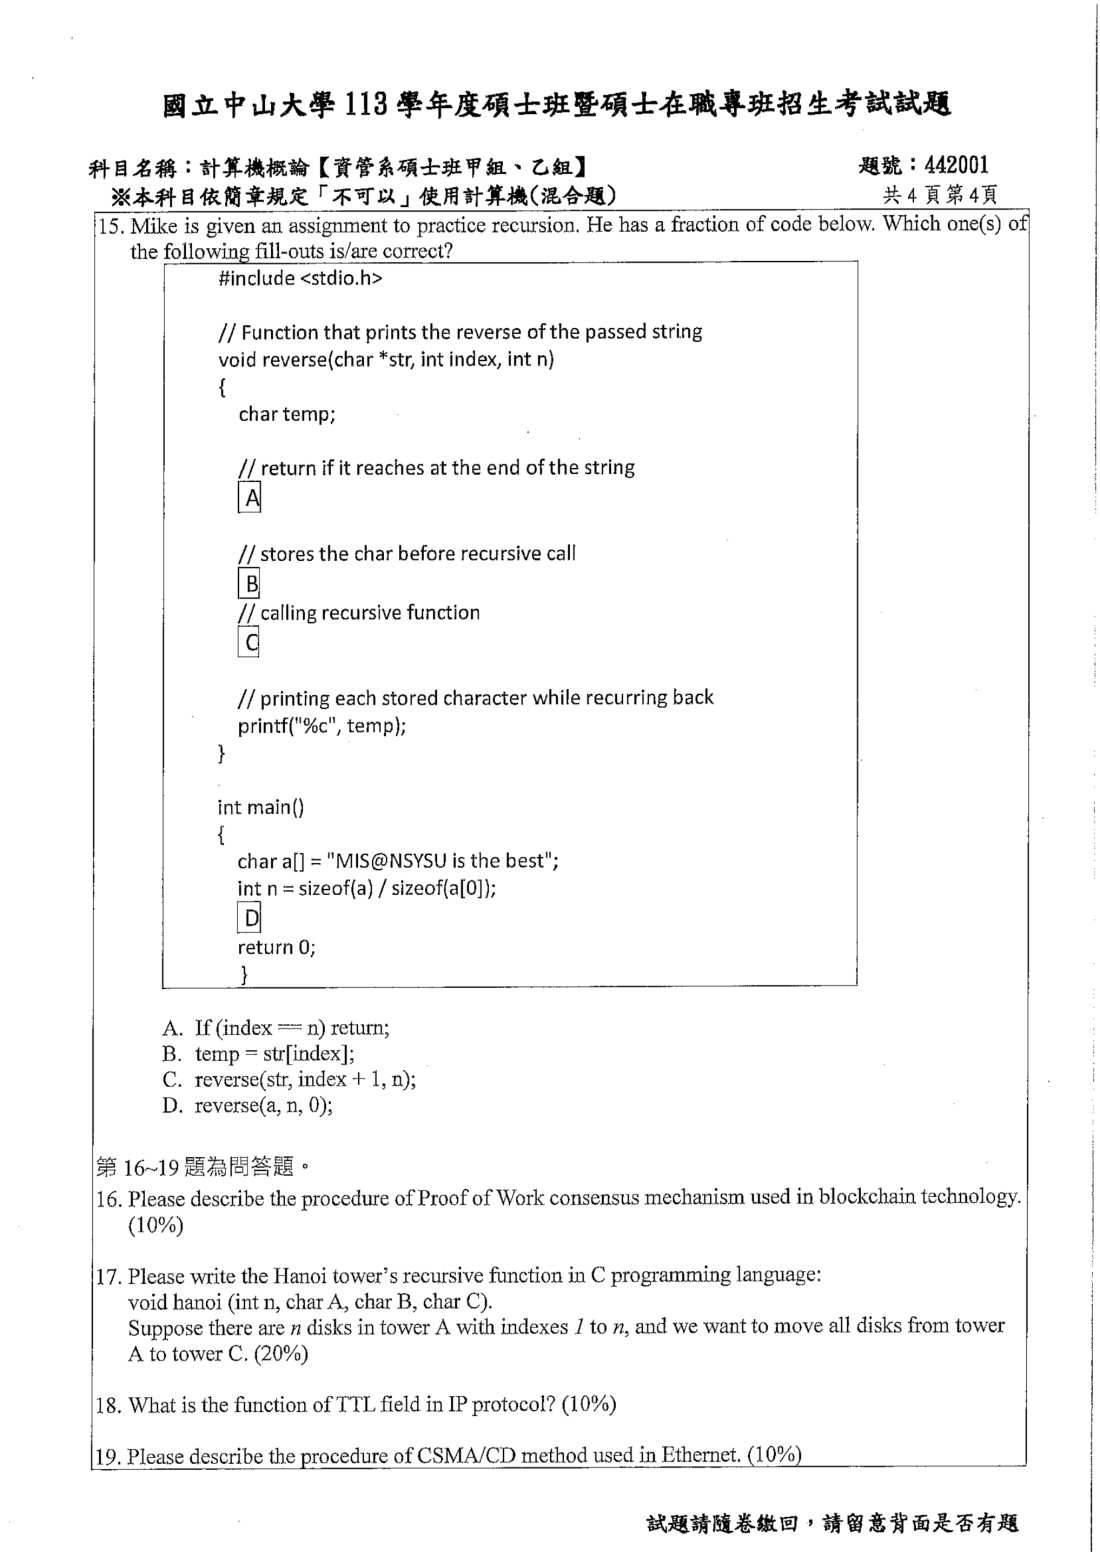 國立中山大學 113 學年度碩士班暨碩士在職專班招生考試試題
科目名稱：計算機概論【資管系碩士班甲組、乙組】
題號：442001
※本科目依簡章規定「不可以」使用計算機(混合題)
共 4 頁第 4頁
15. Mike is given an assignment to practice recursion. He has a fraction of code below. Which one(s) of
the following fill-outs is/are correct?
#include <stdio.h>
// Function that prints the reverse of the passed string
void reverse(char *str, int index, int n)
{
char temp;
// return if it reaches at the end of the string
A
// stores the char before recursive call
B
// calling recursive function
C
// printing each stored character while recurring back
printf("%c", temp);
}
int main()
{
char a[] = "MIS@NSYSU is the best";
int n = sizeof(a) / sizeof(a[0]);
D
return 0;
}
A. If (index == n) return;
B. temp = str[index];
C. reverse(str, index + 1, n);
D. reverse(a, n, 0);
第 16~19 題為問答題。
16. Please describe the procedure of Proof of Work consensus mechanism used in blockchain technology.
(10%)
17. Please write the Hanoi tower's recursive function in C programming language:
void hanoi (int n, char A, char B, char C).
Suppose there are n disks in tower A with indexes 1 to n, and we want to move all disks from tower
A to tower C. (20%)
18. What is the function of TTL field in IP protocol? (10%)
19. Please describe the procedure of CSMA/CD method used in Ethernet. (10%)
試題請隨卷繳回，請留意背面是否有題